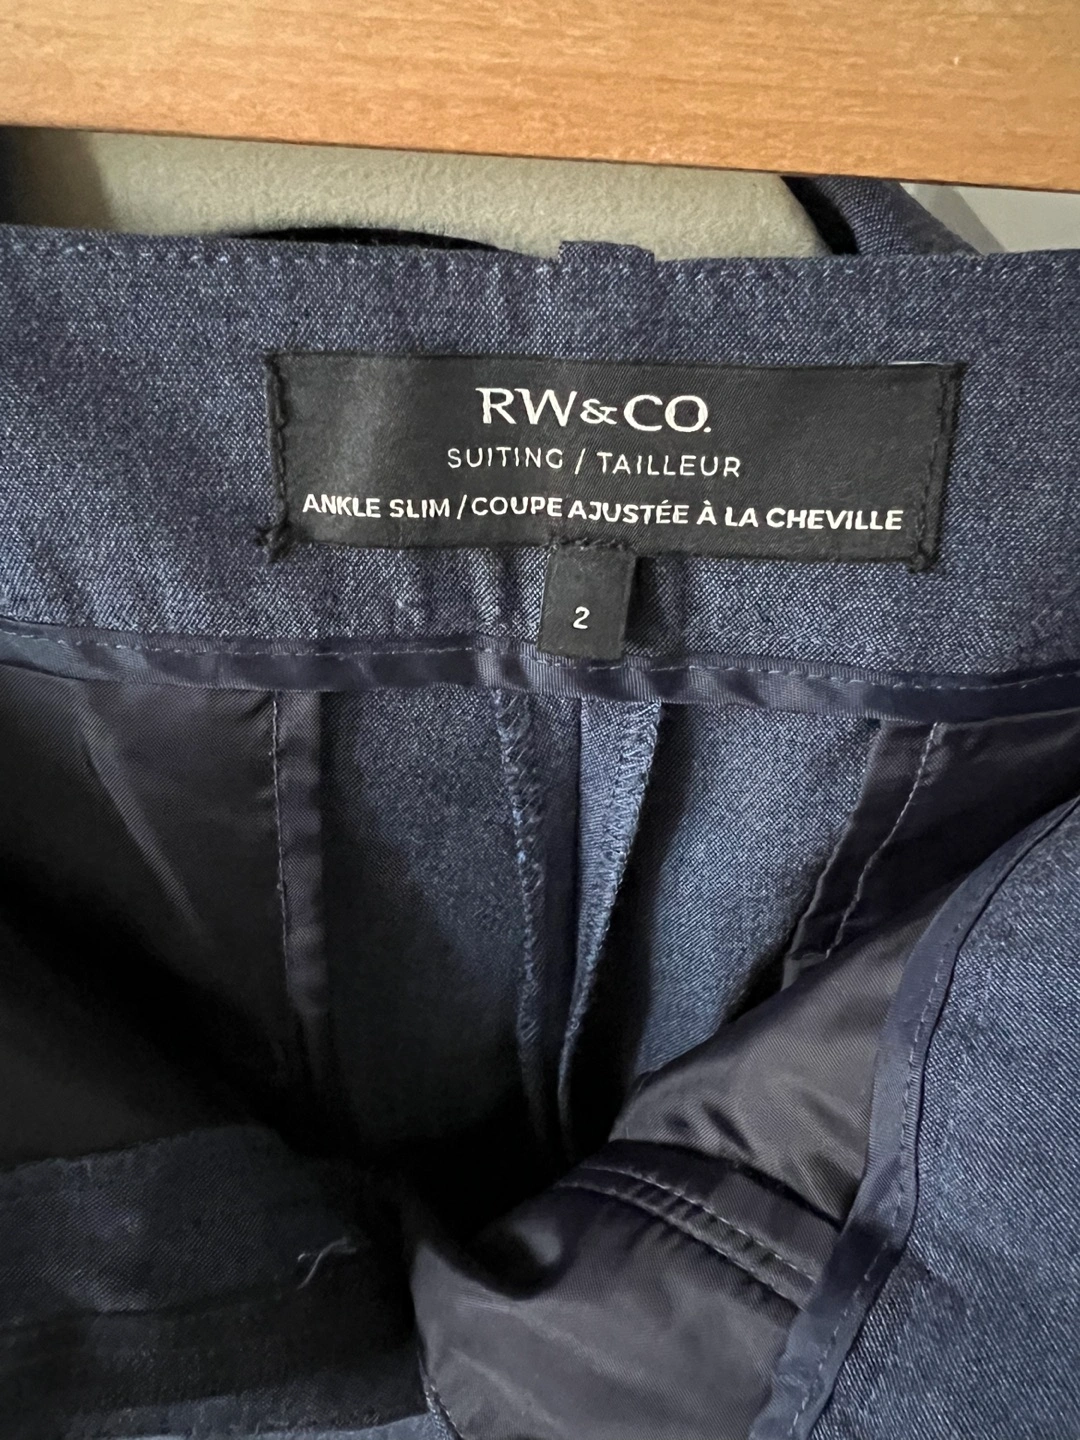 RW&CO.
SUITING / TAILLEUR
ANKLE SLIM / COUPE AJUSTÉE À LA CHEVILLE
2